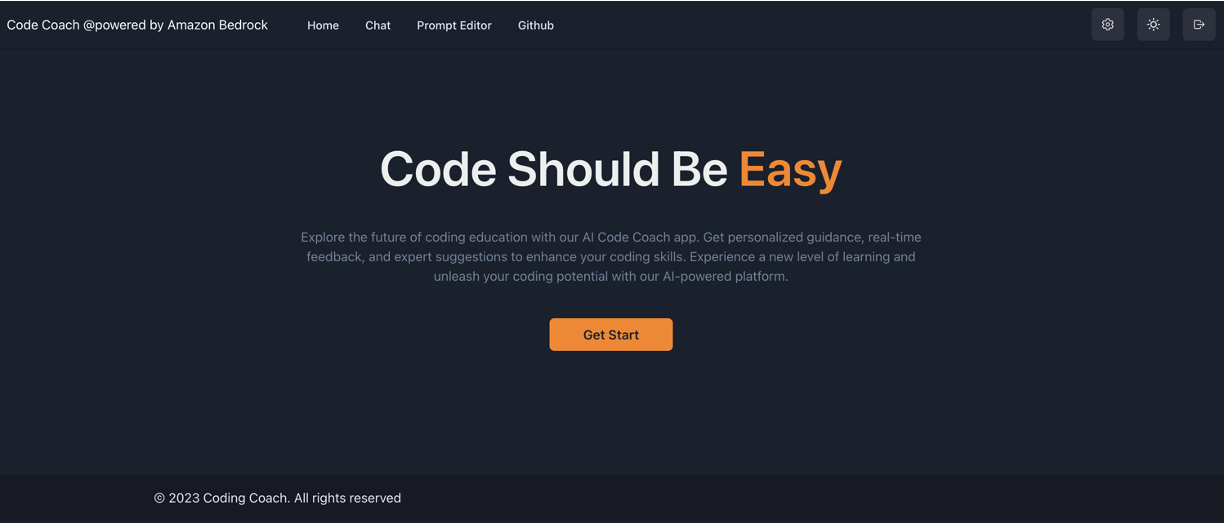 Code Coach @powered by Amazon Bedrock Home Chat Prompt Editor Github
Code Should Be Easy
Explore the future of coding education with our AI Code Coach app. Get personalized guidance, real-time
feedback, and expert suggestions to enhance your coding skills. Experience a new level of learning and
unleash your coding potential with our AI-powered platform.
Get Start
© 2023 Coding Coach. All rights reserved